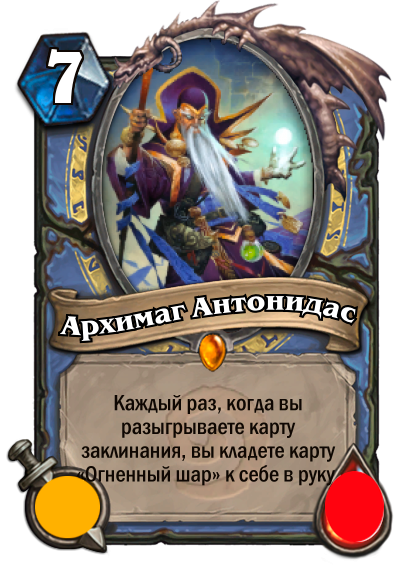 7
Архимаг Антонидас
Каждый раз, когда вы
разыгрываете карту
заклинания, вы кладете карту
«Огненный шар» к себе в руку